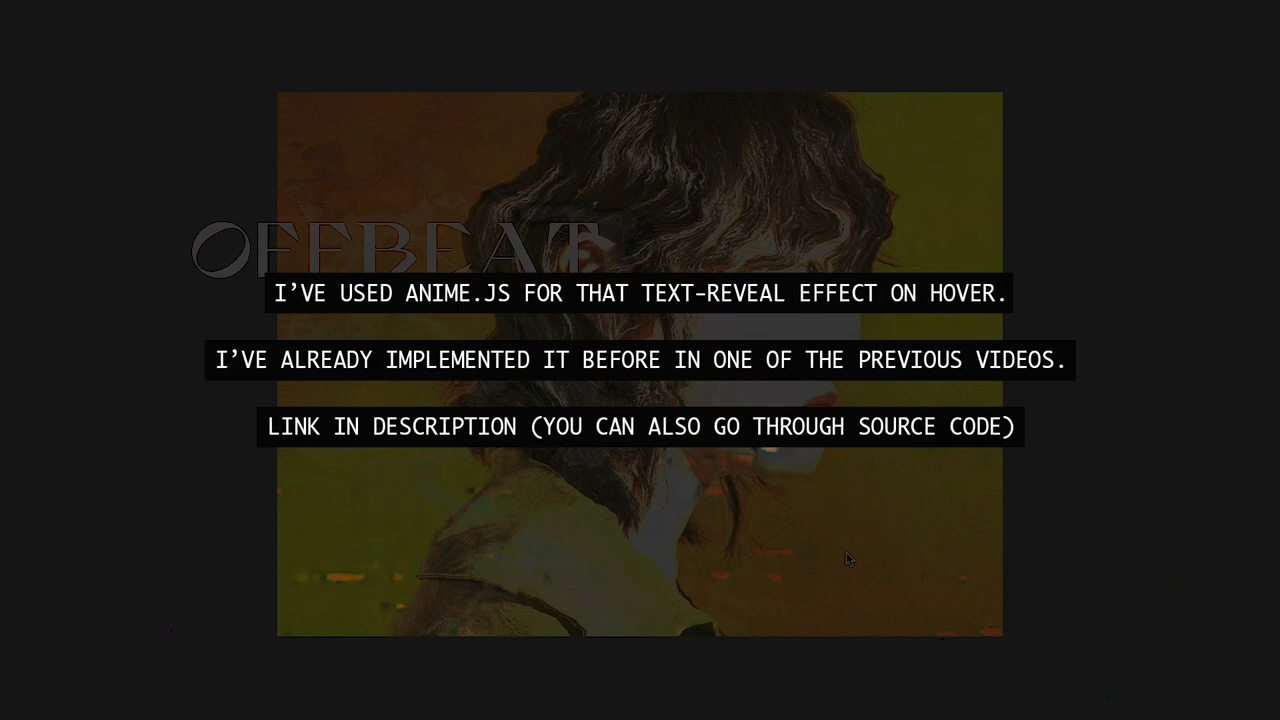 OFFBEAT
I’VE USED ANIME.JS FOR THAT TEXT-REVEAL EFFECT ON HOVER.
I’VE ALREADY IMPLEMENTED IT BEFORE IN ONE OF THE PREVIOUS VIDEOS.
LINK IN DESCRIPTION (YOU CAN ALSO GO THROUGH SOURCE CODE)